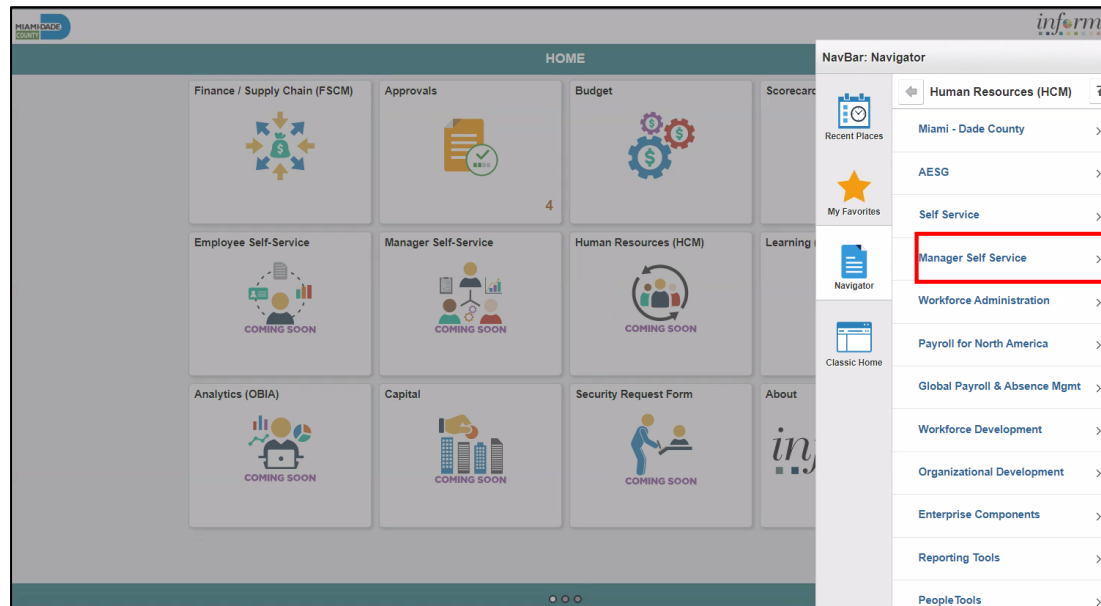 MIAMI-DADE
COUNTY
inform
HOME
NavBar: Navigator
Finance / Supply Chain (FSCM)
Approvals
4
Budget
Scorecard
Employee Self-Service
COMING SOON
Manager Self-Service
COMING SOON
Human Resources (HCM)
COMING SOON
Learning
Analytics (OBIA)
COMING SOON
Capital
COMING SOON
Security Request Form
COMING SOON
About
inf
Recent Places
My Favorites
Navigator
Classic Home
Human Resources (HCM)
Miami - Dade County
AESG
Self Service
Manager Self Service
Workforce Administration
Payroll for North America
Global Payroll & Absence Mgmt
Workforce Development
Organizational Development
Enterprise Components
Reporting Tools
PeopleTools